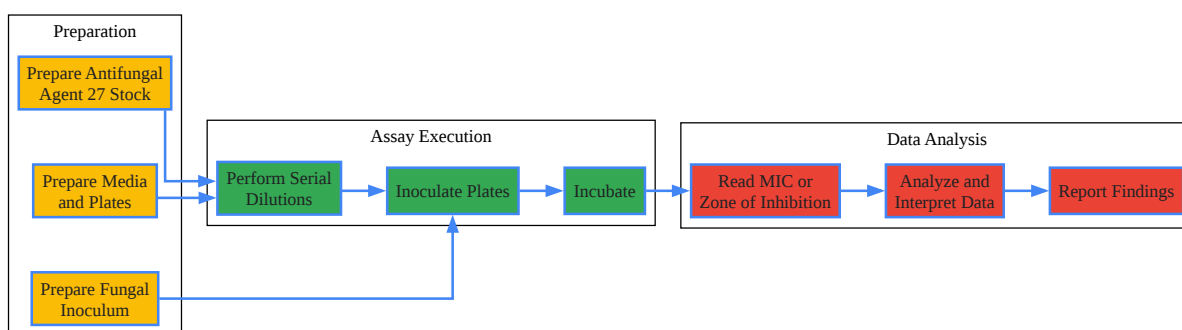 Preparation
Prepare Antifungal
Agent 27 Stock
Prepare Media
and Plates
Prepare Fungal
Inoculum
Assay Execution
Perform Serial
Dilutions
Inoculate Plates
Incubate
Data Analysis
Read MIC or
Zone of Inhibition
Analyze and
Interpret Data
Report Findings